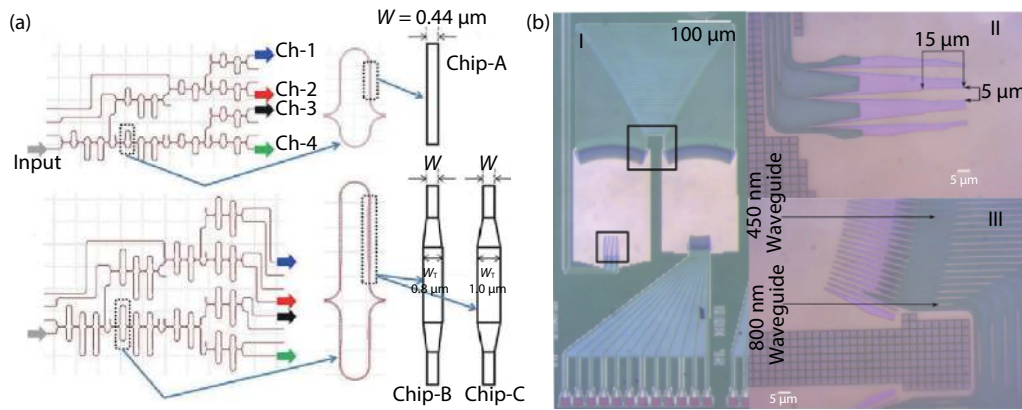 (a)
W = 0.44 µm
Ch-1
Ch-2
Ch-3
Ch-4
Input
Chip-A
W
W_T
0.8 µm
W_T
1.0 µm
Chip-B
Chip-C
(b)
I
100 µm
II
15 µm
5 µm
5 µm
III
450 nm
Waveguide
800 nm
Waveguide
5 µm